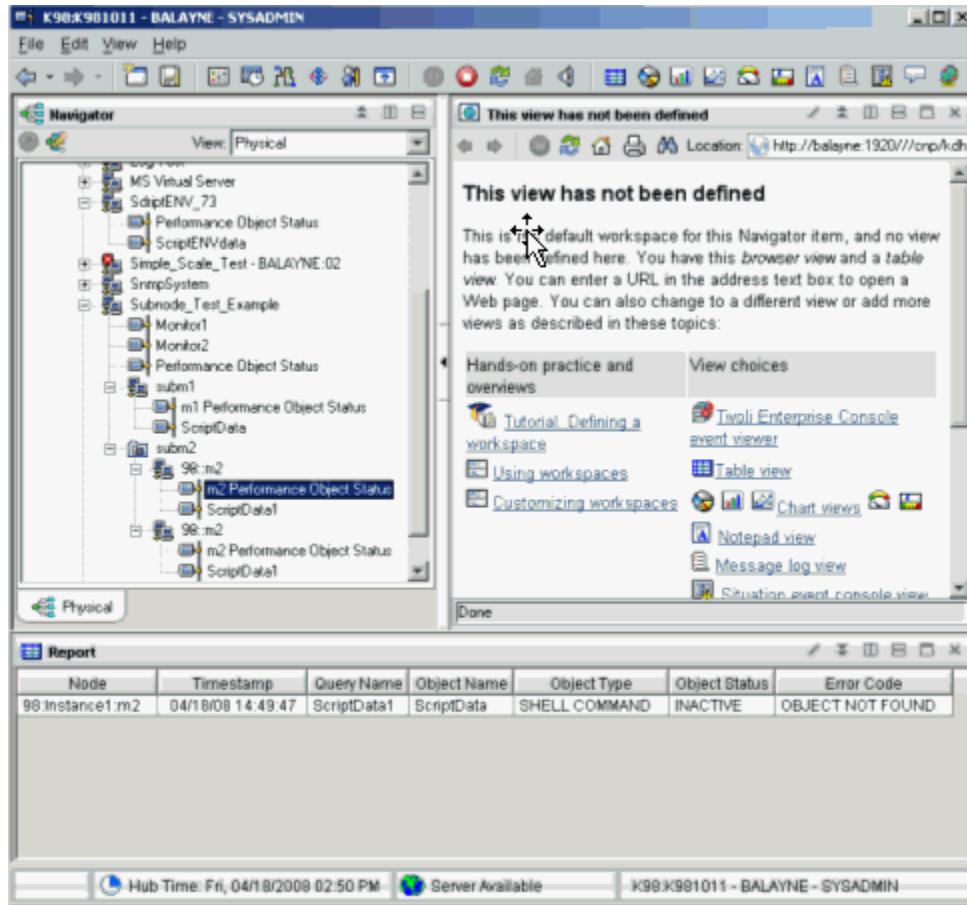 K98:K981011 - BALAYNE - SYSADMIN
File Edit View Help
Navigator
View: Physical
MS Virtual Server
SdriptENV_73
Performance Object Status
ScriptENVdata
Simple_Scale_Test - BALAYNE:02
SnmpSystem
Subnode_Test_Example
Monitor1
Monitor2
Performance Object Status
subm1
m1 Performance Object Status
ScriptData
subm2
98::m2
m2 Performance Object Status
ScriptData1
98::m2
m2 Performance Object Status
ScriptData1
Physical
This view has not been defined
Location: http://balayne:1920///cnp/kdh
This view has not been defined
This is default workspace for this Navigator item, and no view
has been defined here. You have this browser view and a table
view. You can enter a URL in the address text box to open a
Web page. You can also change to a different view or add more
views as described in these topics:
Hands-on practice and
overviews
View choices
Tutorial: Defining a
workspace
Using workspaces
Customizing workspaces
Tivoli Enterprise Console
event viewer
Table view
Chart views
Notepad view
Message log view
Situation event console view
Done
Report
Node Timestamp Query Name Object Name Object Type Object Status Error Code
98:Instance1:m2 04/18/08 14:49:47 ScriptData1 ScriptData SHELL COMMAND INACTIVE OBJECT NOT FOUND
Hub Time: Fri, 04/18/2008 02:50 PM Server Available K98:K981011 - BALAYNE - SYSADMIN